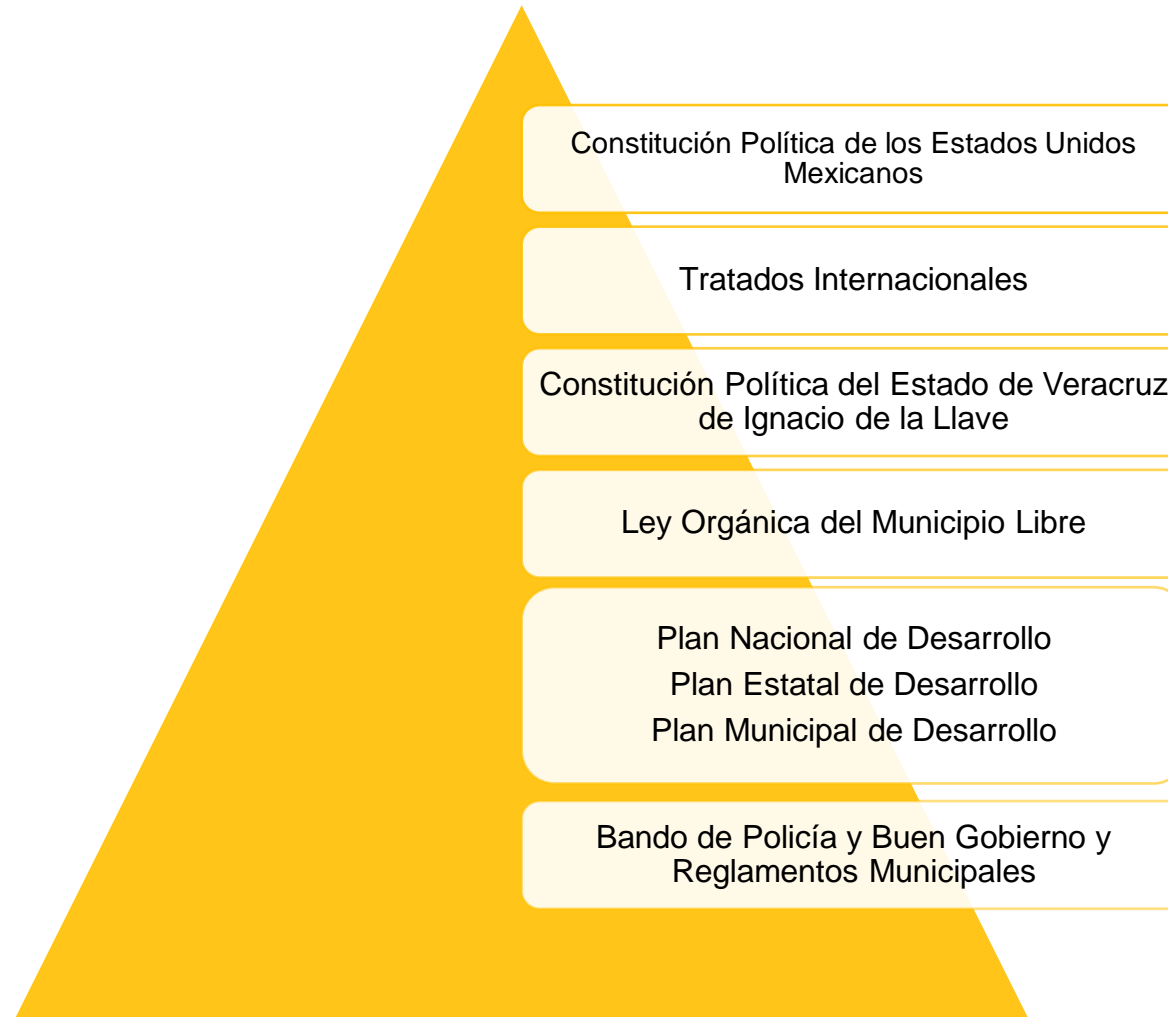 Constitución Política de los Estados Unidos
Mexicanos
Tratados Internacionales
Constitución Política del Estado de Veracruz
de Ignacio de la Llave
Ley Orgánica del Municipio Libre
Plan Nacional de Desarrollo
Plan Estatal de Desarrollo
Plan Municipal de Desarrollo
Bando de Policía y Buen Gobierno y
Reglamentos Municipales